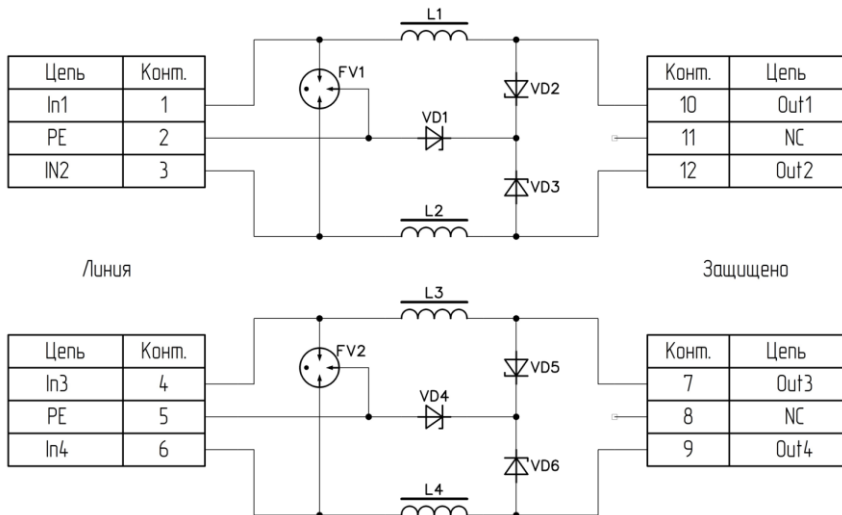 L1
Цепь Конт. FV1 VD2 Конт. Цепь
In1 1 10 Out1
PE 2 VD1 11 NC
IN2 3 VD3 12 Out2
L2
Линия Защищено
L3
Цепь Конт. FV2 VD5 Конт. Цепь
In3 4 7 Out3
PE 5 VD4 8 NC
In4 6 VD6 9 Out4
L4